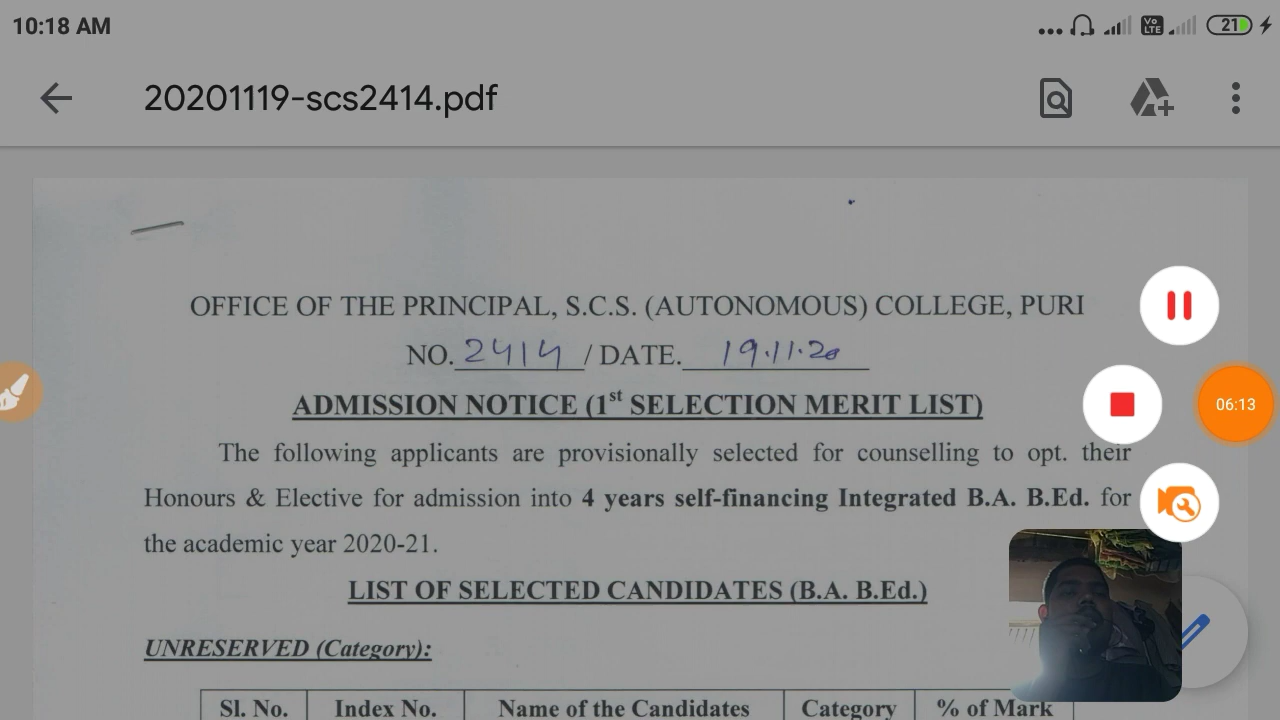 10:18 AM
Vo LTE
21
20201119-scs2414.pdf
OFFICE OF THE PRINCIPAL, S.C.S. (AUTONOMOUS) COLLEGE, PURI
NO. 2414 / DATE. 19.11.20
ADMISSION NOTICE (1st SELECTION MERIT LIST)
The following applicants are provisionally selected for counselling to opt. their
Honours & Elective for admission into 4 years self-financing Integrated B.A. B.Ed. for
the academic year 2020-21.
LIST OF SELECTED CANDIDATES (B.A. B.Ed.)
UNRESERVED (Category):
Sl. No. Index No. Name of the Candidates Category % of Mark
06:13